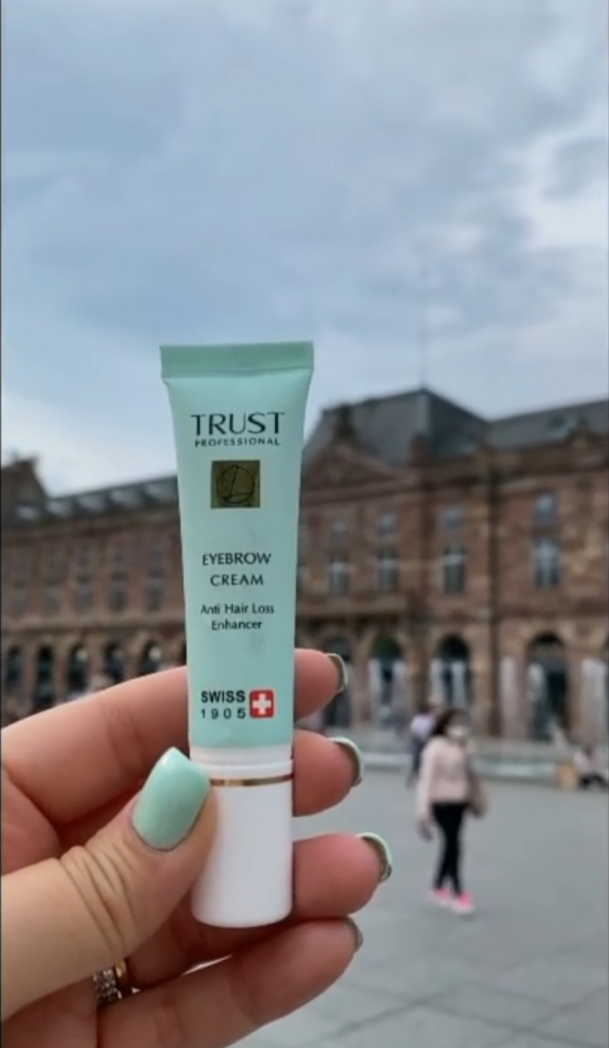 TRUST
PROFESSIONAL
EYEBROW
CREAM
Anti Hair Loss
Enhancer
SWISS
1905